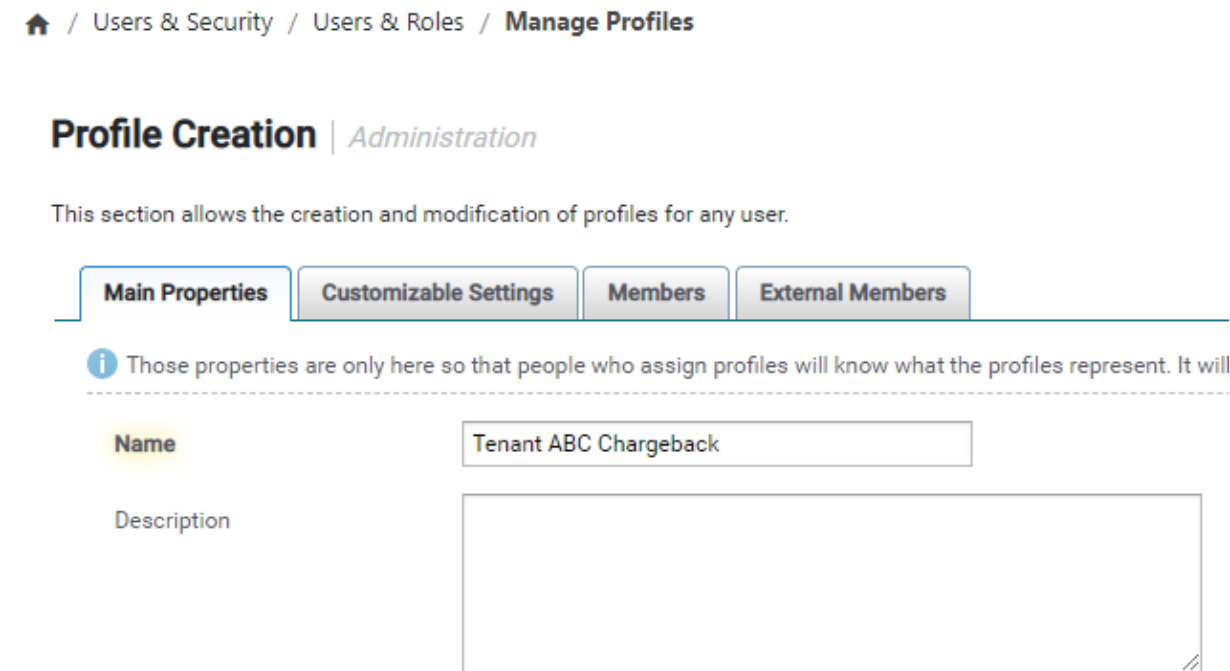 / Users & Security / Users & Roles / Manage Profiles
Profile Creation | Administration
This section allows the creation and modification of profiles for any user.
Main Properties Customizable Settings Members External Members
i Those properties are only here so that people who assign profiles will know what the profiles represent. It will
Name Tenant ABC Chargeback
Description